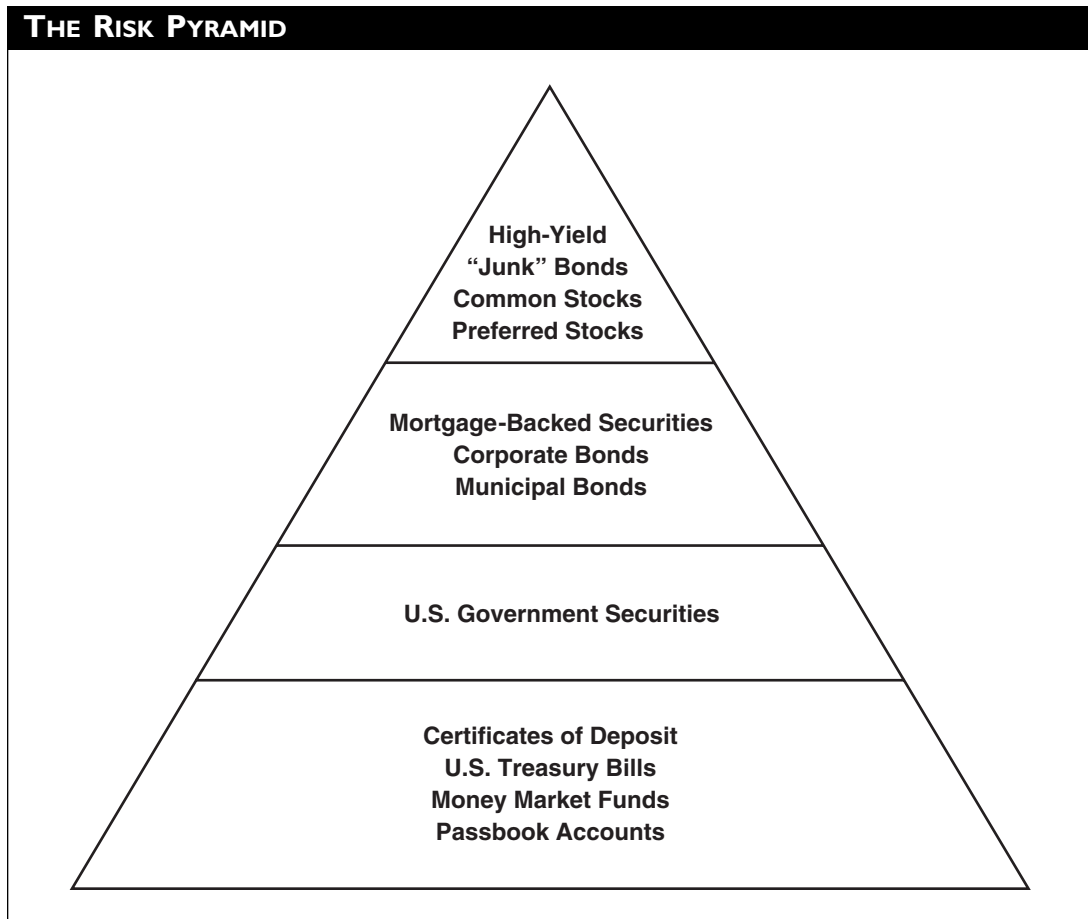 THE RISK PYRAMID
High-Yield
“Junk” Bonds
Common Stocks
Preferred Stocks
Mortgage-Backed Securities
Corporate Bonds
Municipal Bonds
U.S. Government Securities
Certificates of Deposit
U.S. Treasury Bills
Money Market Funds
Passbook Accounts